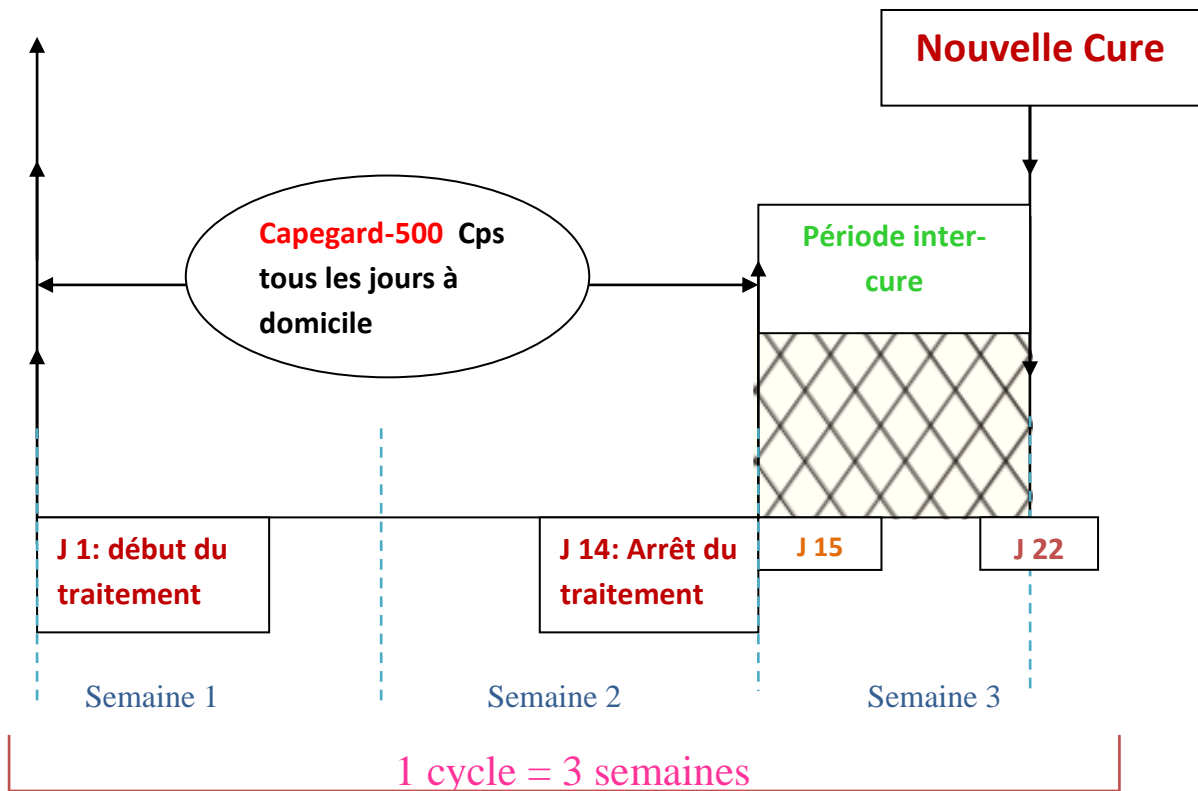 Nouvelle Cure
Capegard-500 Cps
tous les jours à
domicile
Période inter-
cure
J 1: début du
traitement
J 14: Arrêt du
traitement
J 15
J 22
Semaine 1
Semaine 2
Semaine 3
1 cycle = 3 semaines